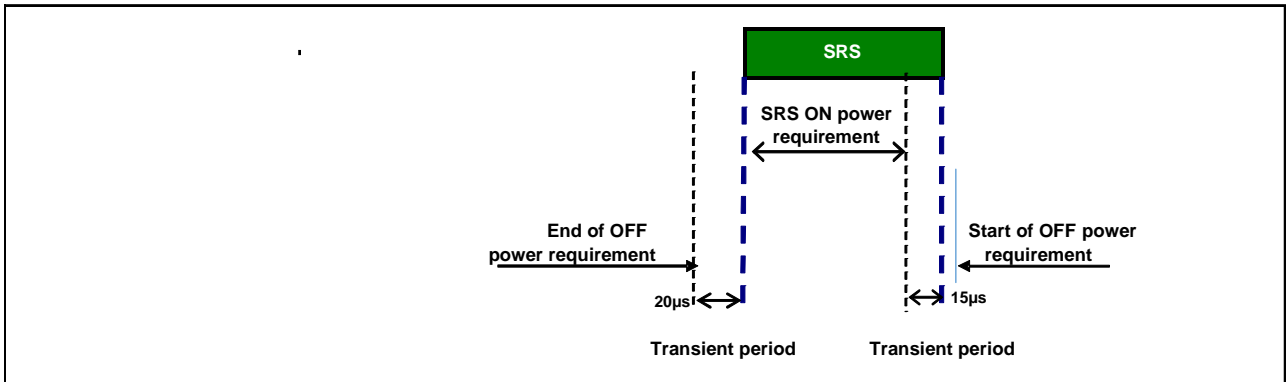 SRS
SRS ON power
requirement
End of OFF
power requirement
Start of OFF power
requirement
20µs
15µs
Transient period
Transient period